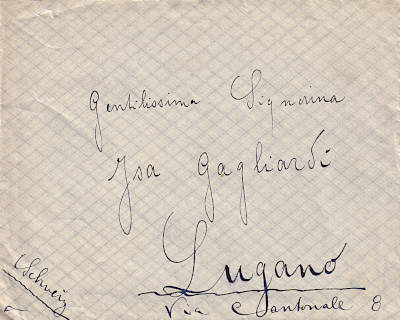 Gentilissima Signorina
Isa Gagliardi
Lugano
Via Cantonale 8
(Schweiz